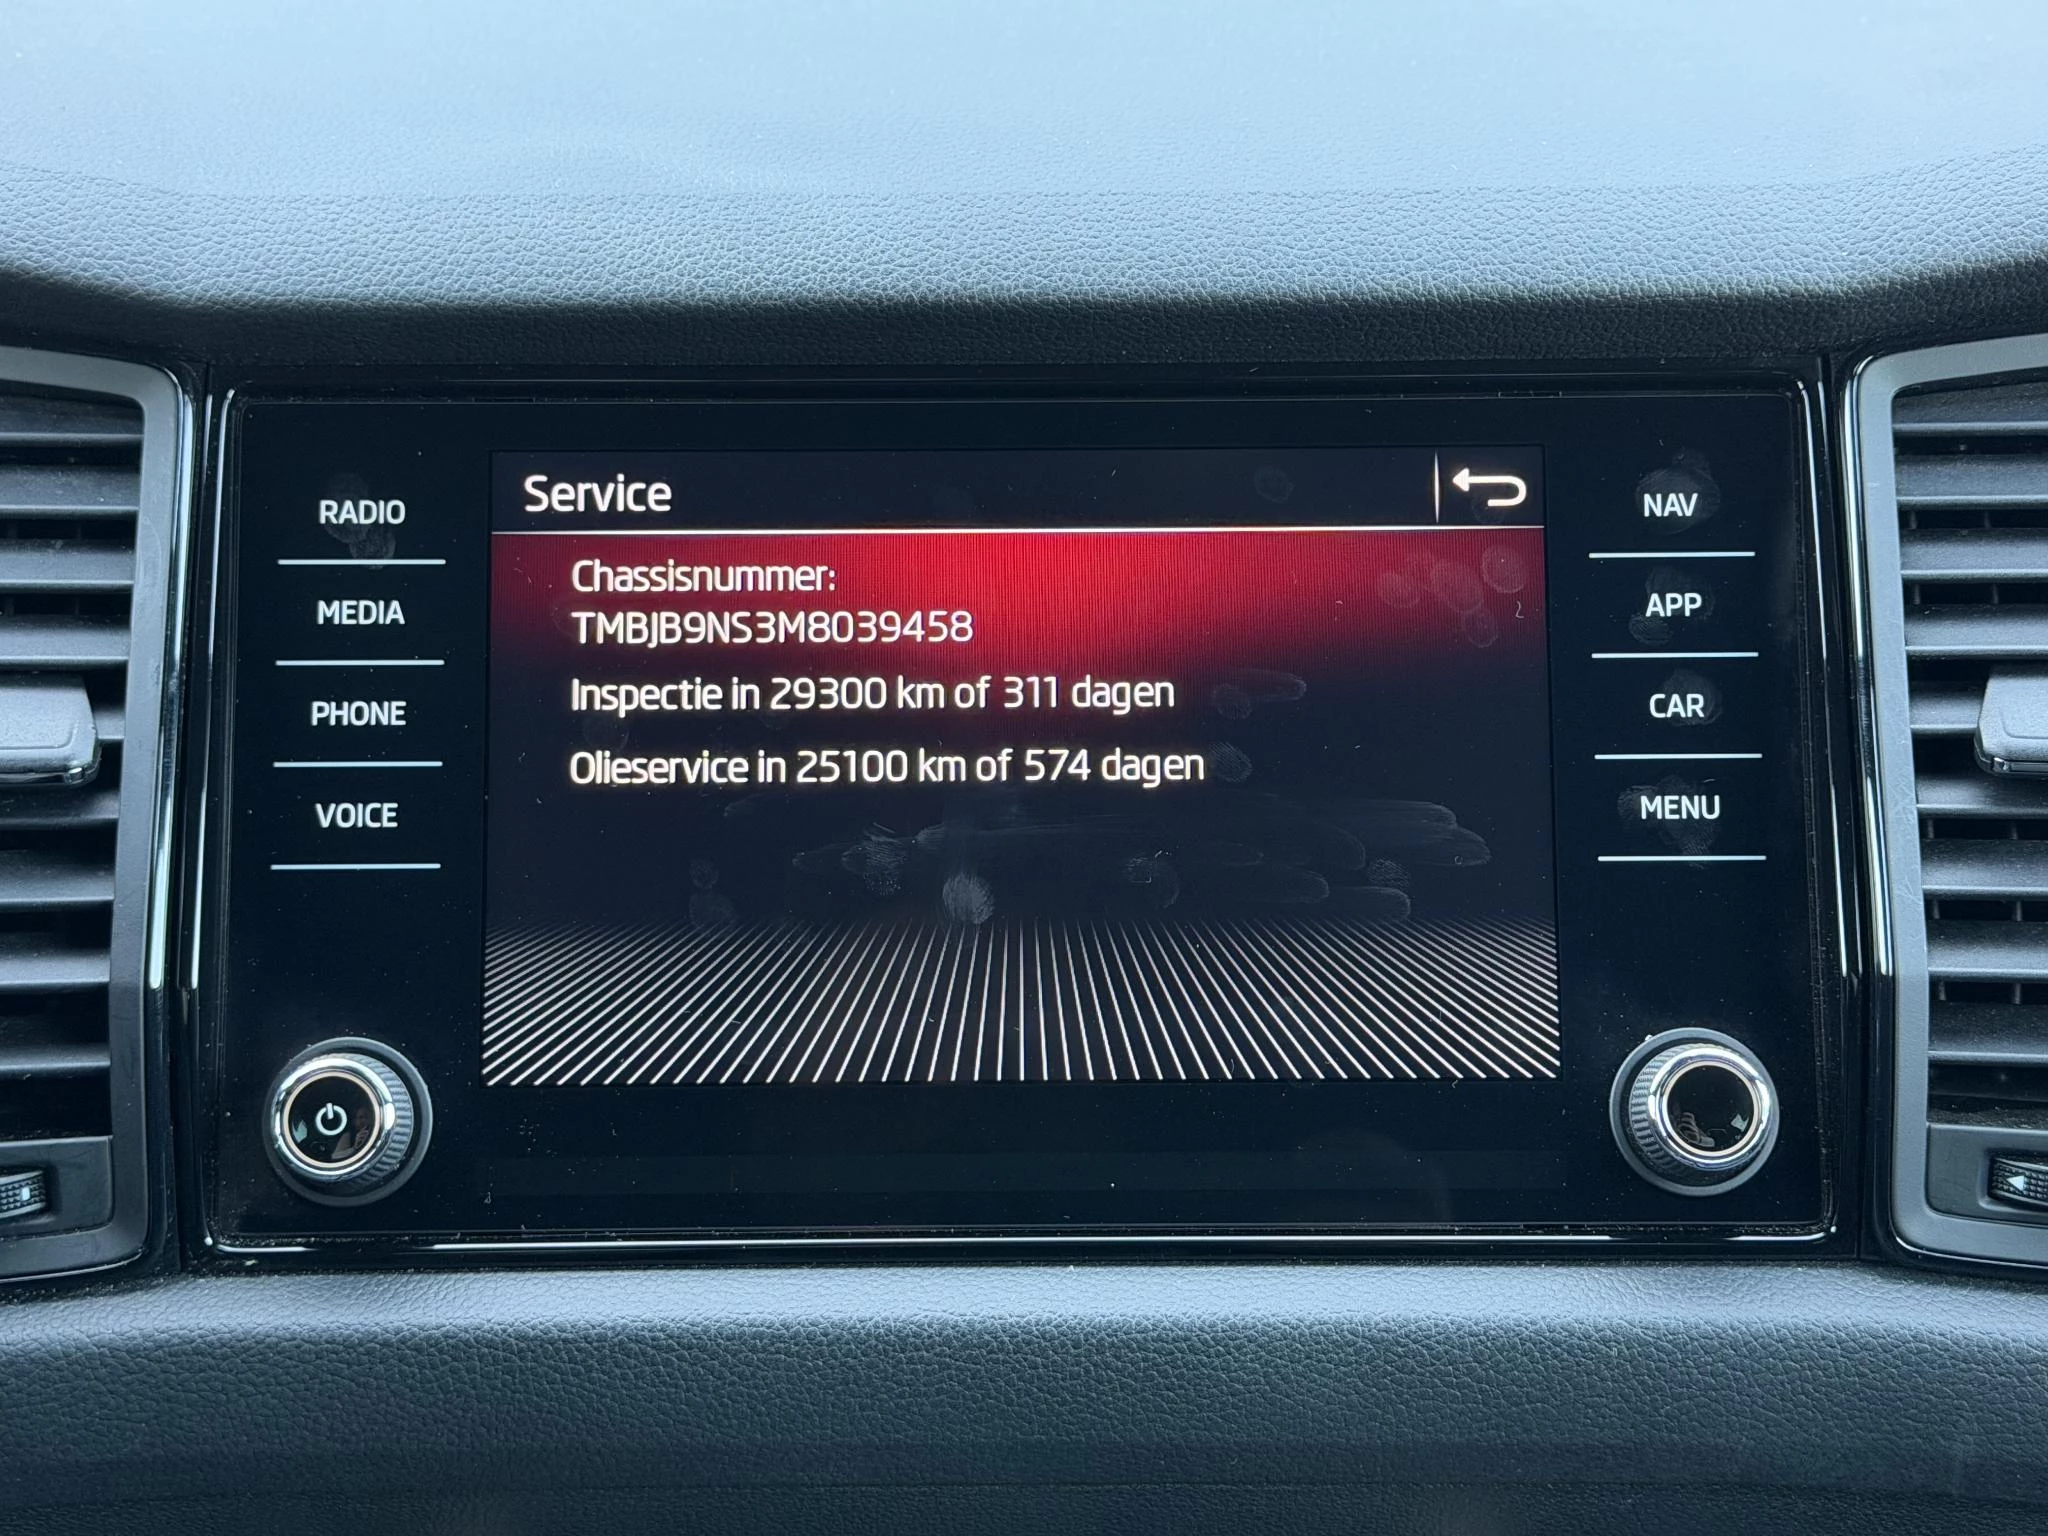 Service
RADIO
MEDIA
PHONE
VOICE
Chassisnummer:
TMBJB9NS3M8039458
Inspectie in 29300 km of 311 dagen
Olieservice in 25100 km of 574 dagen
NAV
APP
CAR
MENU